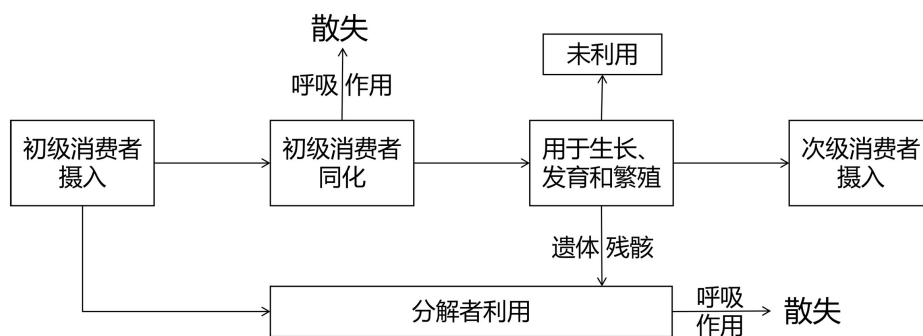 散失
未利用
呼吸 作用
初级消费者
摄入
初级消费者
同化
用于生长、
发育和繁殖
次级消费者
摄入
遗体 残骸
分解者利用
呼吸
作用
散失